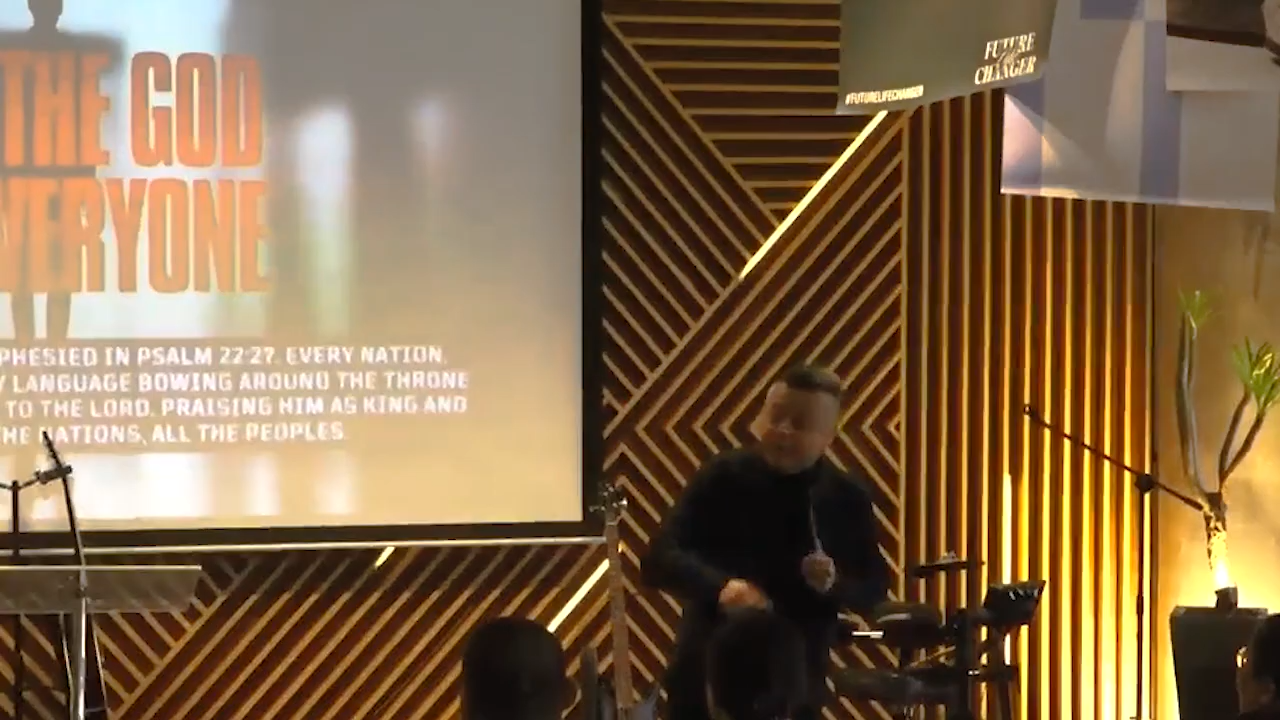 THE GOD
VERYONE
PHESIED IN PSALM 22:27. EVERY NATION,
Y LANGUAGE BOWING AROUND THE THRONE
TO THE LORD. PRAISING HIM AS KING AND
HE NATIONS, ALL THE PEOPLES.
FUTURE
CHANGER
#FUTURELIFECHANGER